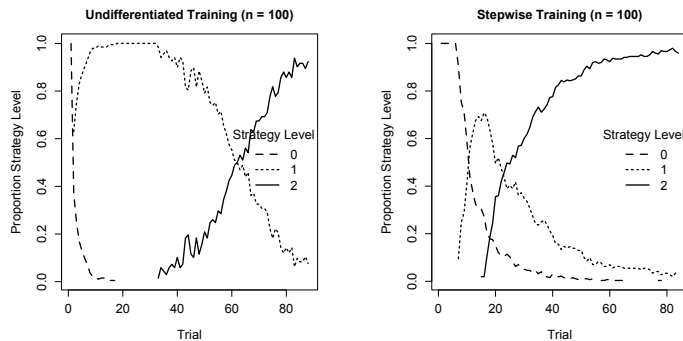 Undifferentiated Training (n = 100)
Proportion Strategy Level
1.0
0.8
0.6
0.4
0.2
0.0
Strategy Level
0
1
2
0 20 40 60 80
Trial
Stepwise Training (n = 100)
Proportion Strategy Level
1.0
0.8
0.6
0.4
0.2
0.0
Strategy Level
0
1
2
0 20 40 60 80
Trial